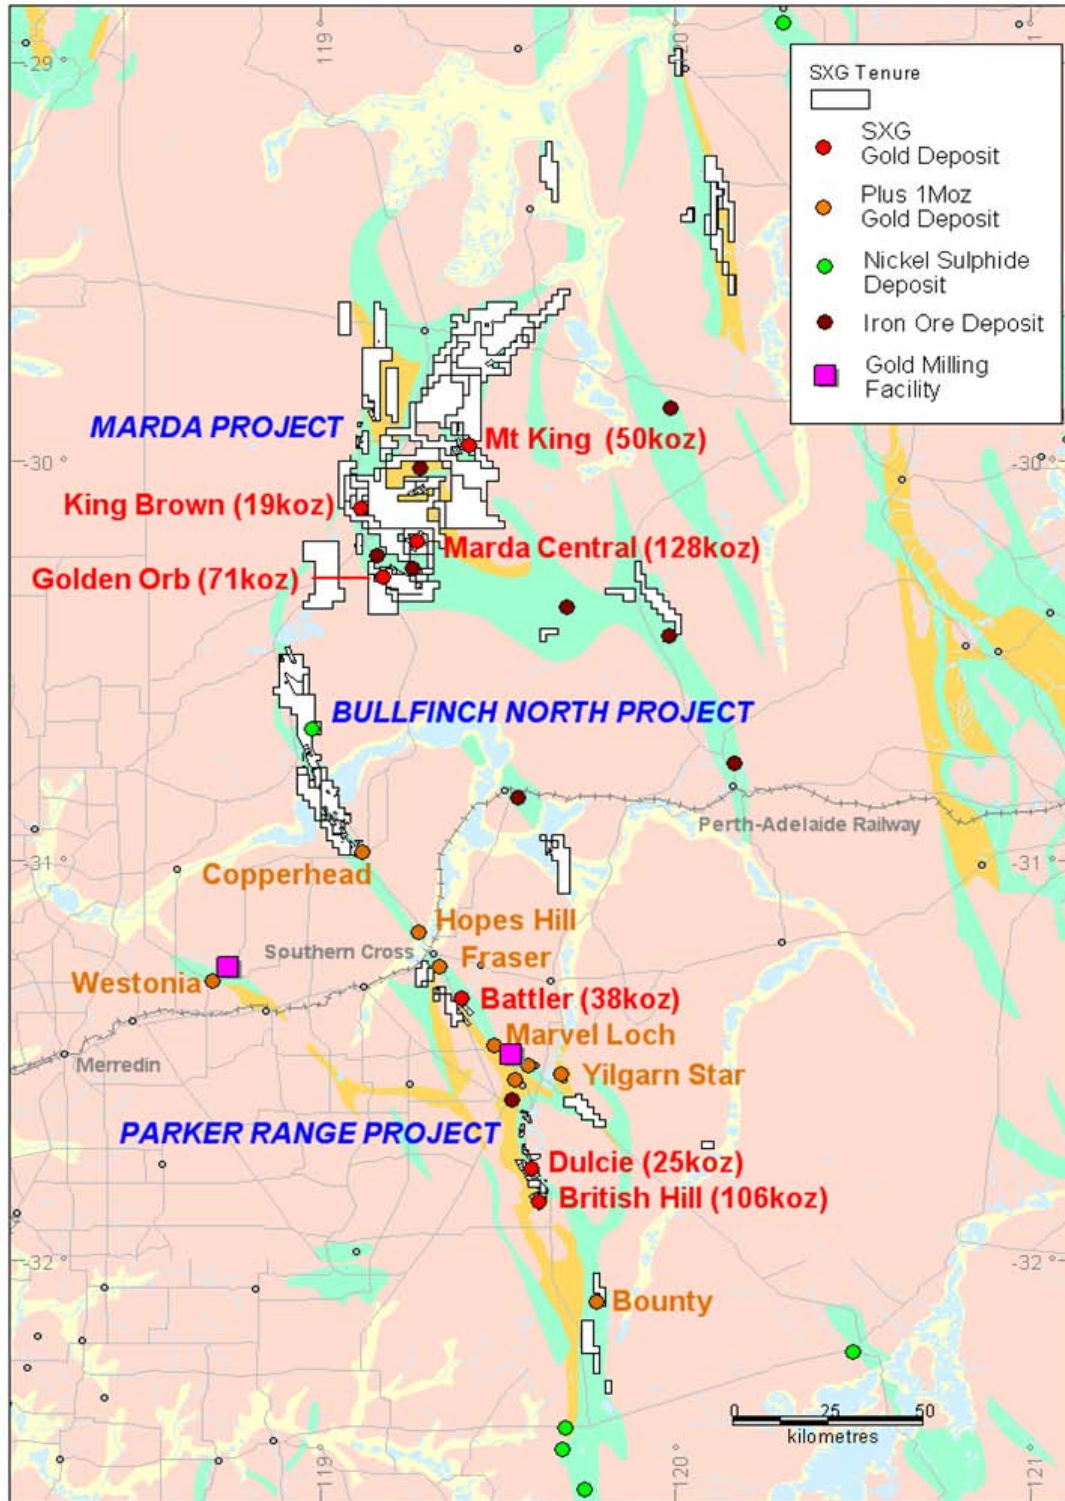 119
120
121
-29°
SXG Tenure
SXG
Gold Deposit
Plus 1Moz
Gold Deposit
Nickel Sulphide
Deposit
Iron Ore Deposit
Gold Milling
Facility
MARDA PROJECT
Mt King (50koz)
-30°
-30°
King Brown (19koz)
Marda Central (128koz)
Golden Orb (71koz)
BULLFINCH NORTH PROJECT
Perth-Adelaide Railway
-31°
-31°
Copperhead
Hopes Hill
Southern Cross
Fraser
Westonia
Battler (38koz)
Marvel Loch
Merredin
Yilgarn Star
PARKER RANGE PROJECT
Dulcie (25koz)
British Hill (106koz)
-32°
-32°
Bounty
0 25 50
kilometres
119
120
121